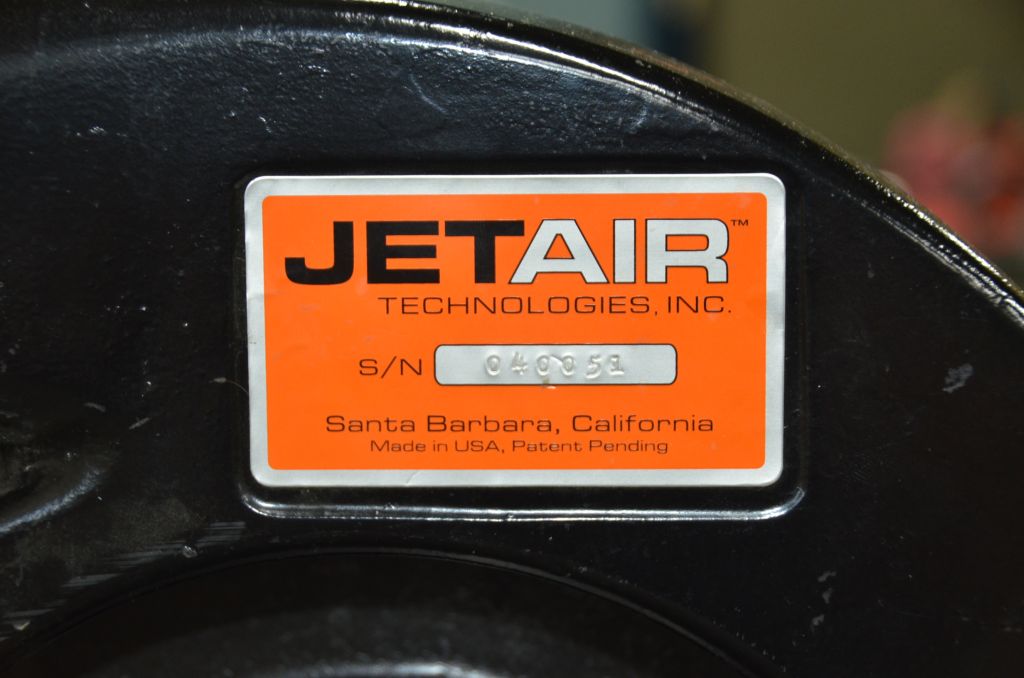 JETAIR™
TECHNOLOGIES, INC.
S/N 040051
Santa Barbara, California
Made in USA, Patent Pending